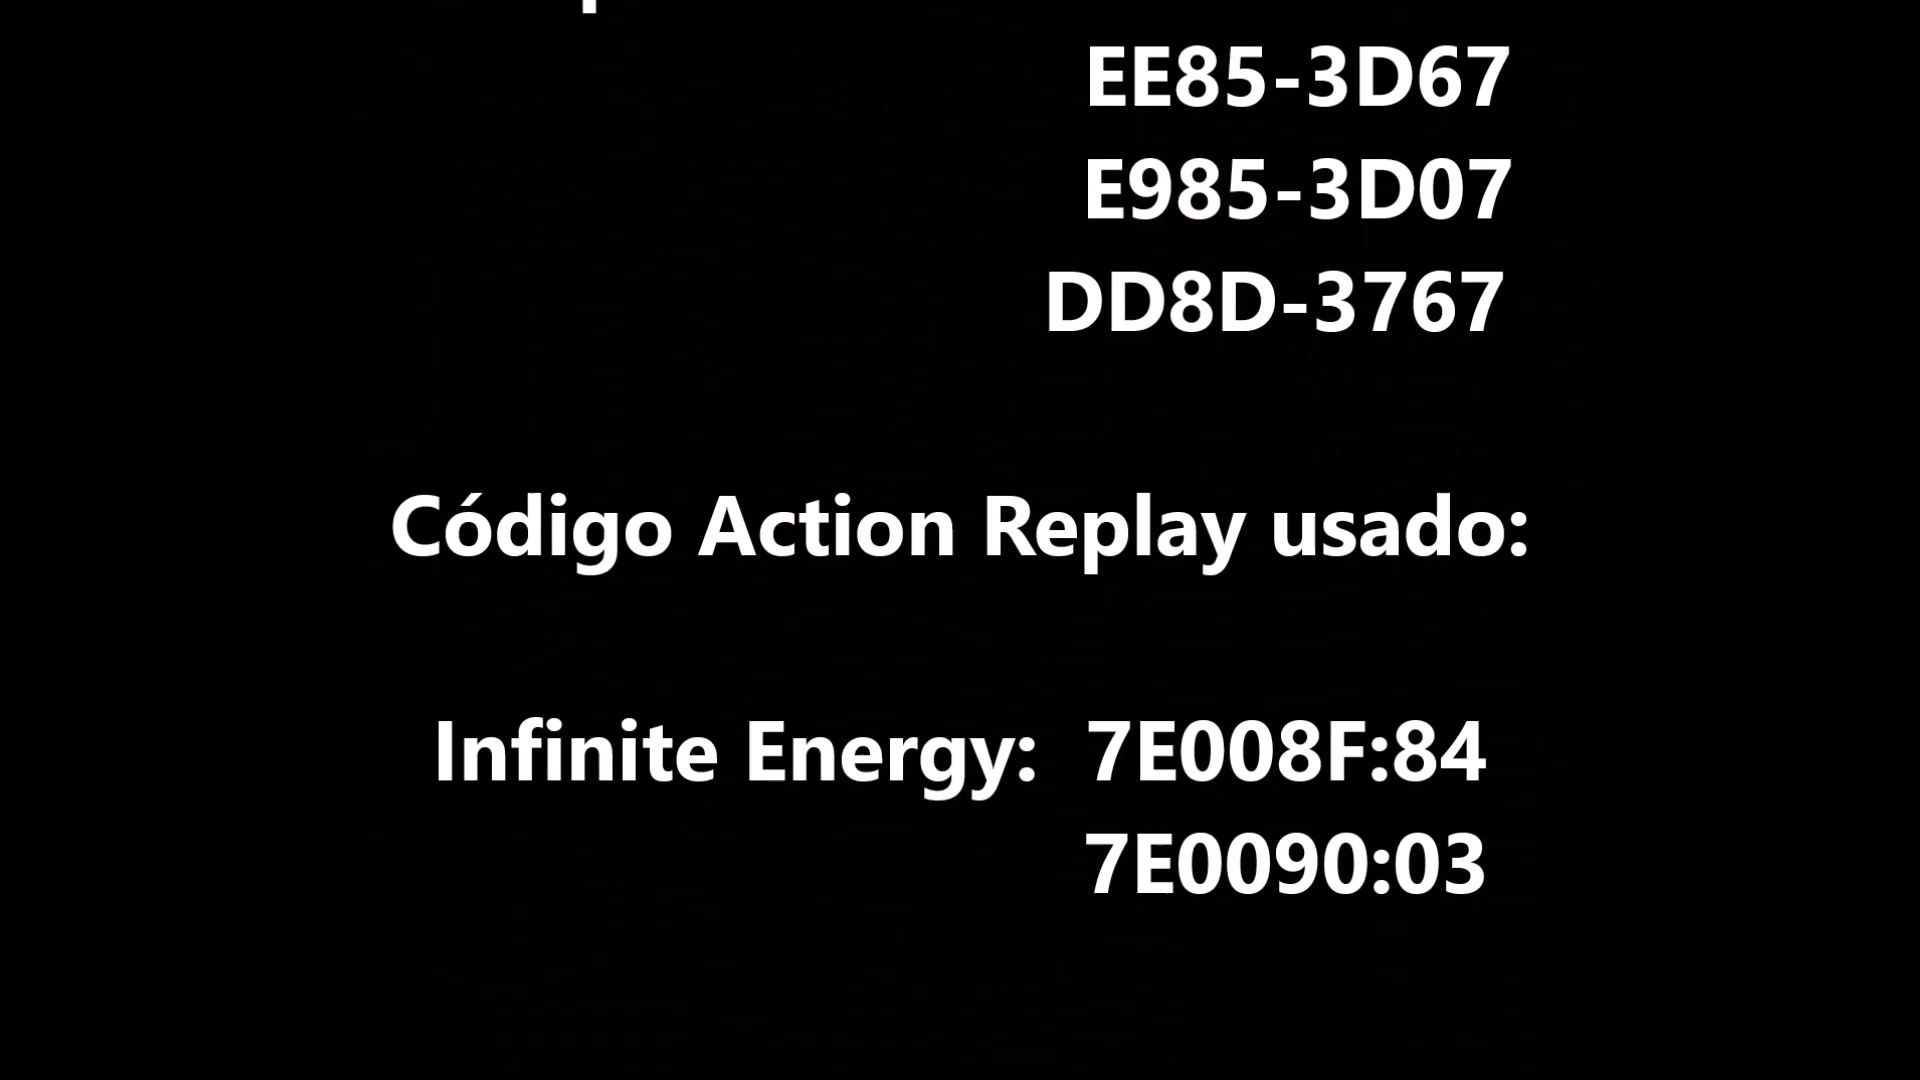 EE85-3D67
E985-3D07
DD8D-3767
Código Action Replay usado:
Infinite Energy: 7E008F:84
7E0090:03